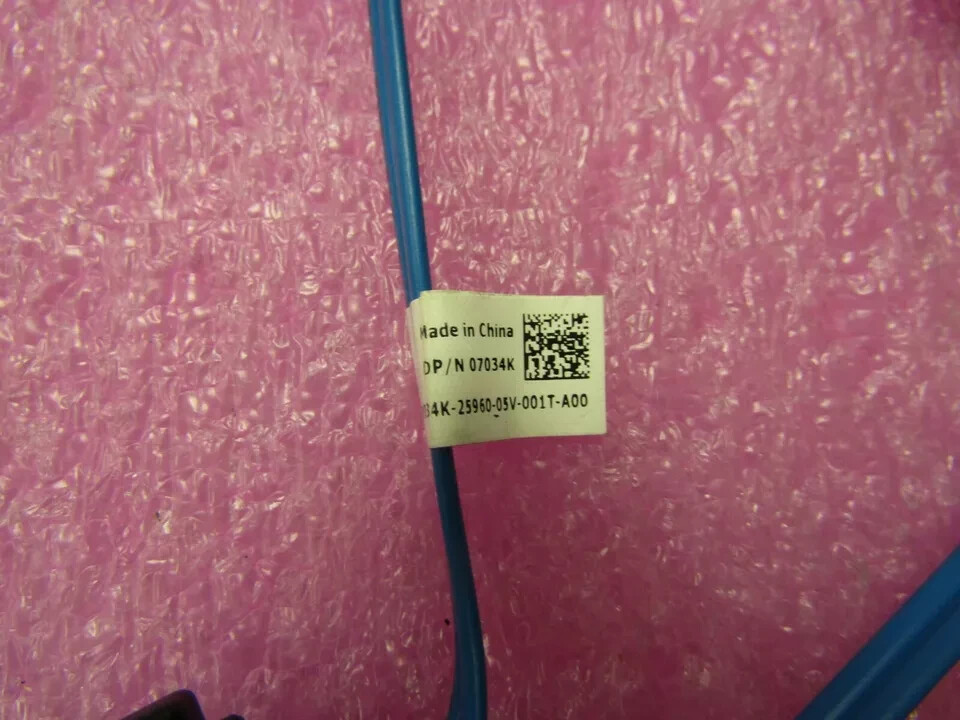 Made in China
DP/N 07034K
34K-25960-05V-001T-A00